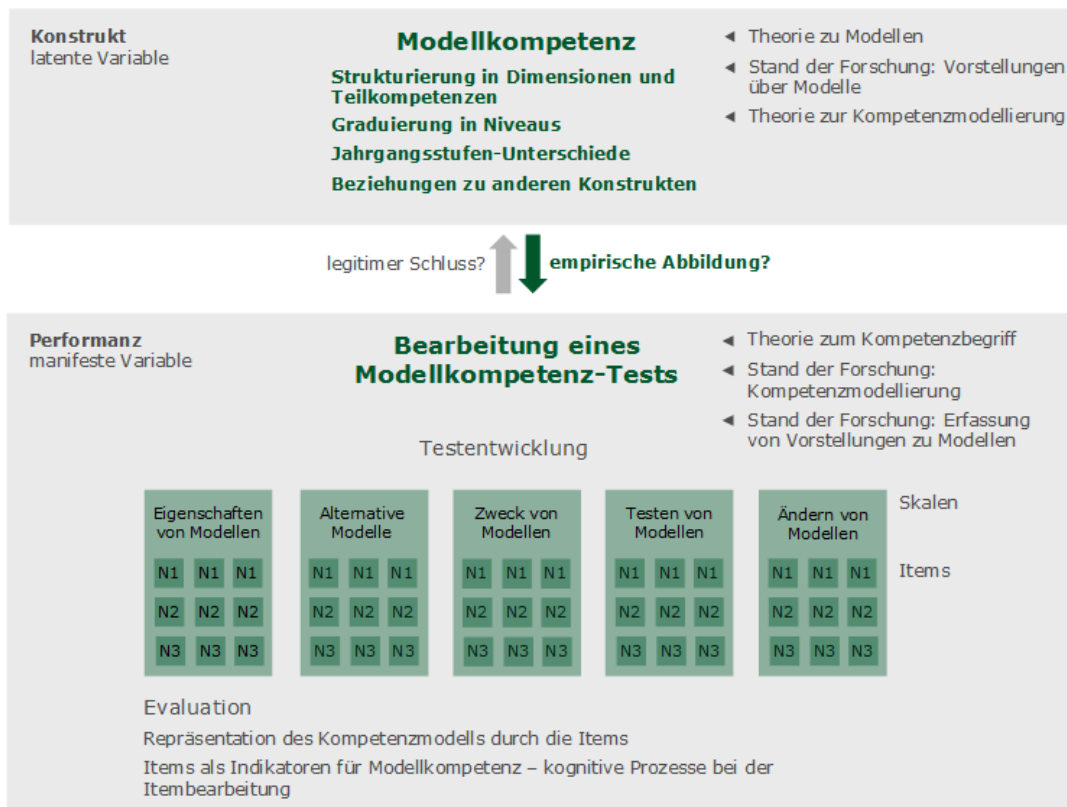 Konstrukt
latente Variable
Modellkompetenz
Strukturierung in Dimensionen und
Teilkompetenzen
Graduierung in Niveaus
Jahrgangsstufen-Unterschiede
Beziehungen zu anderen Konstrukten
Theorie zu Modellen
Stand der Forschung: Vorstellungen
über Modelle
Theorie zur Kompetenzmodellierung
legitimer Schluss?
empirische Abbildung?
Performanz
manifeste Variable
Bearbeitung eines
Modellkompetenz-Tests
Theorie zum Kompetenzbegriff
Stand der Forschung:
Kompetenzmodellierung
Stand der Forschung: Erfassung
von Vorstellungen zu Modellen
Testentwicklung
Eigenschaften
von Modellen
N1 N1 N1
N2 N2 N2
N3 N3 N3
Alternative
Modelle
N1 N1 N1
N2 N2 N2
N3 N3 N3
Zweck von
Modellen
N1 N1 N1
N2 N2 N2
N3 N3 N3
Testen von
Modellen
N1 N1 N1
N2 N2 N2
N3 N3 N3
Ändern von
Modellen
N1 N1 N1
N2 N2 N2
N3 N3 N3
Skalen
Items
Evaluation
Repräsentation des Kompetenzmodells durch die Items
Items als Indikatoren für Modellkompetenz – kognitive Prozesse bei der
Itembearbeitung